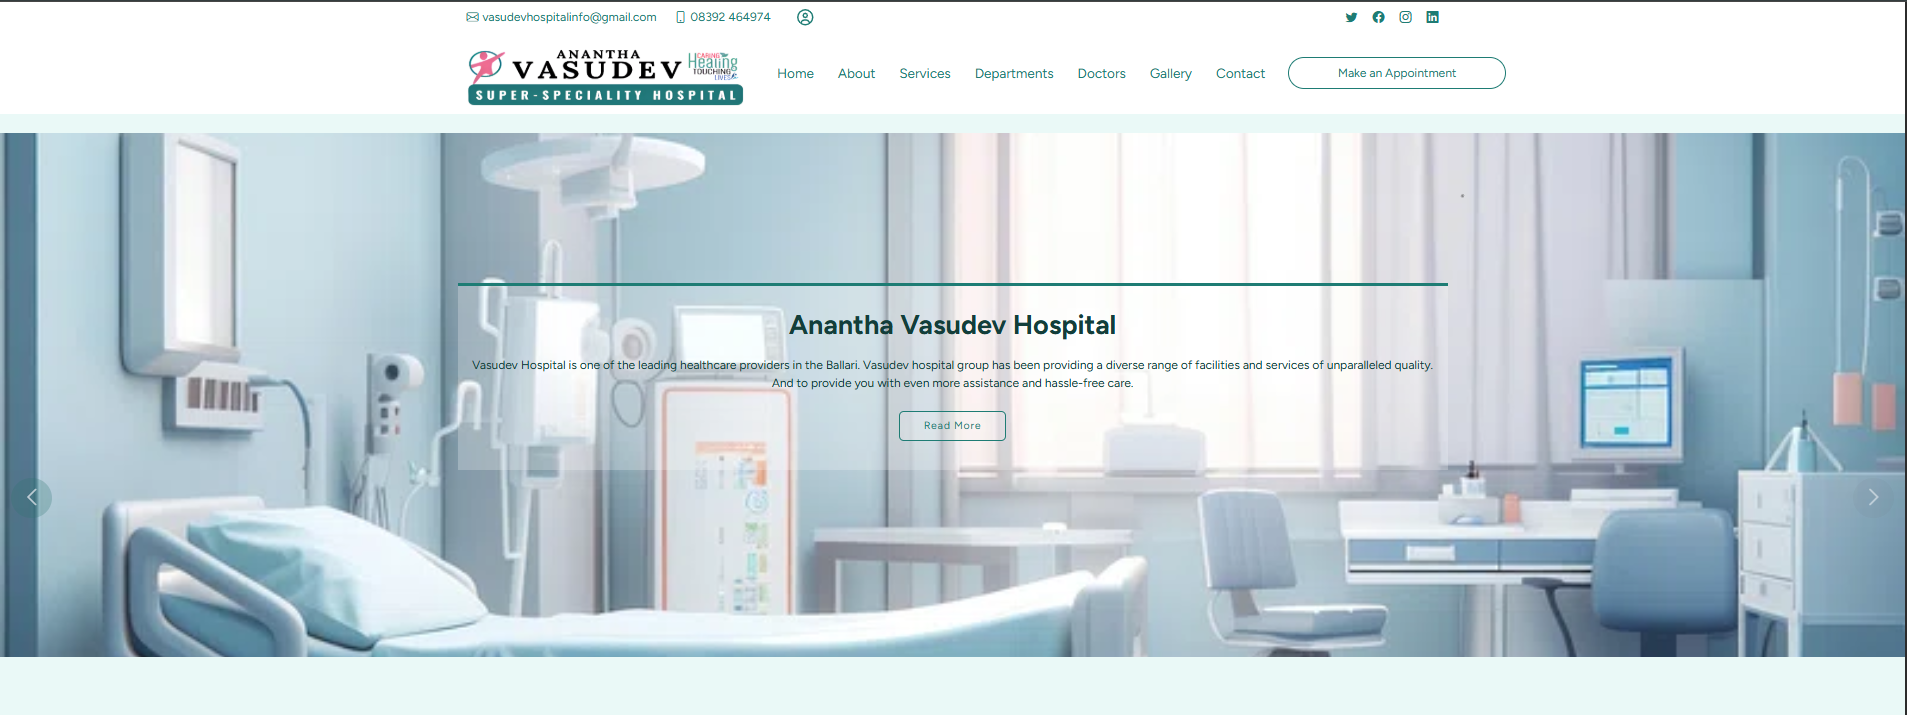 vasudevhospitalinfo@gmail.com 08392 464974
ANANTHA
VASUDEV
CARING
Healing
TOUCHING
LIVES
SUPER-SPECIALITY HOSPITAL
Home About Services Departments Doctors Gallery Contact Make an Appointment
Anantha Vasudev Hospital
Vasudev Hospital is one of the leading healthcare providers in the Ballari. Vasudev hospital group has been providing a diverse range of facilities and services of unparalleled quality.
And to provide you with even more assistance and hassle-free care.
Read More